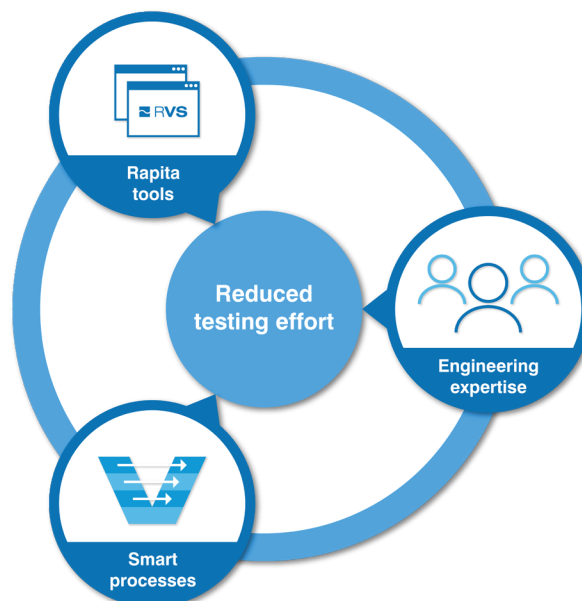 RVS
Rapita
tools
Reduced
testing effort
Engineering
expertise
Smart
processes